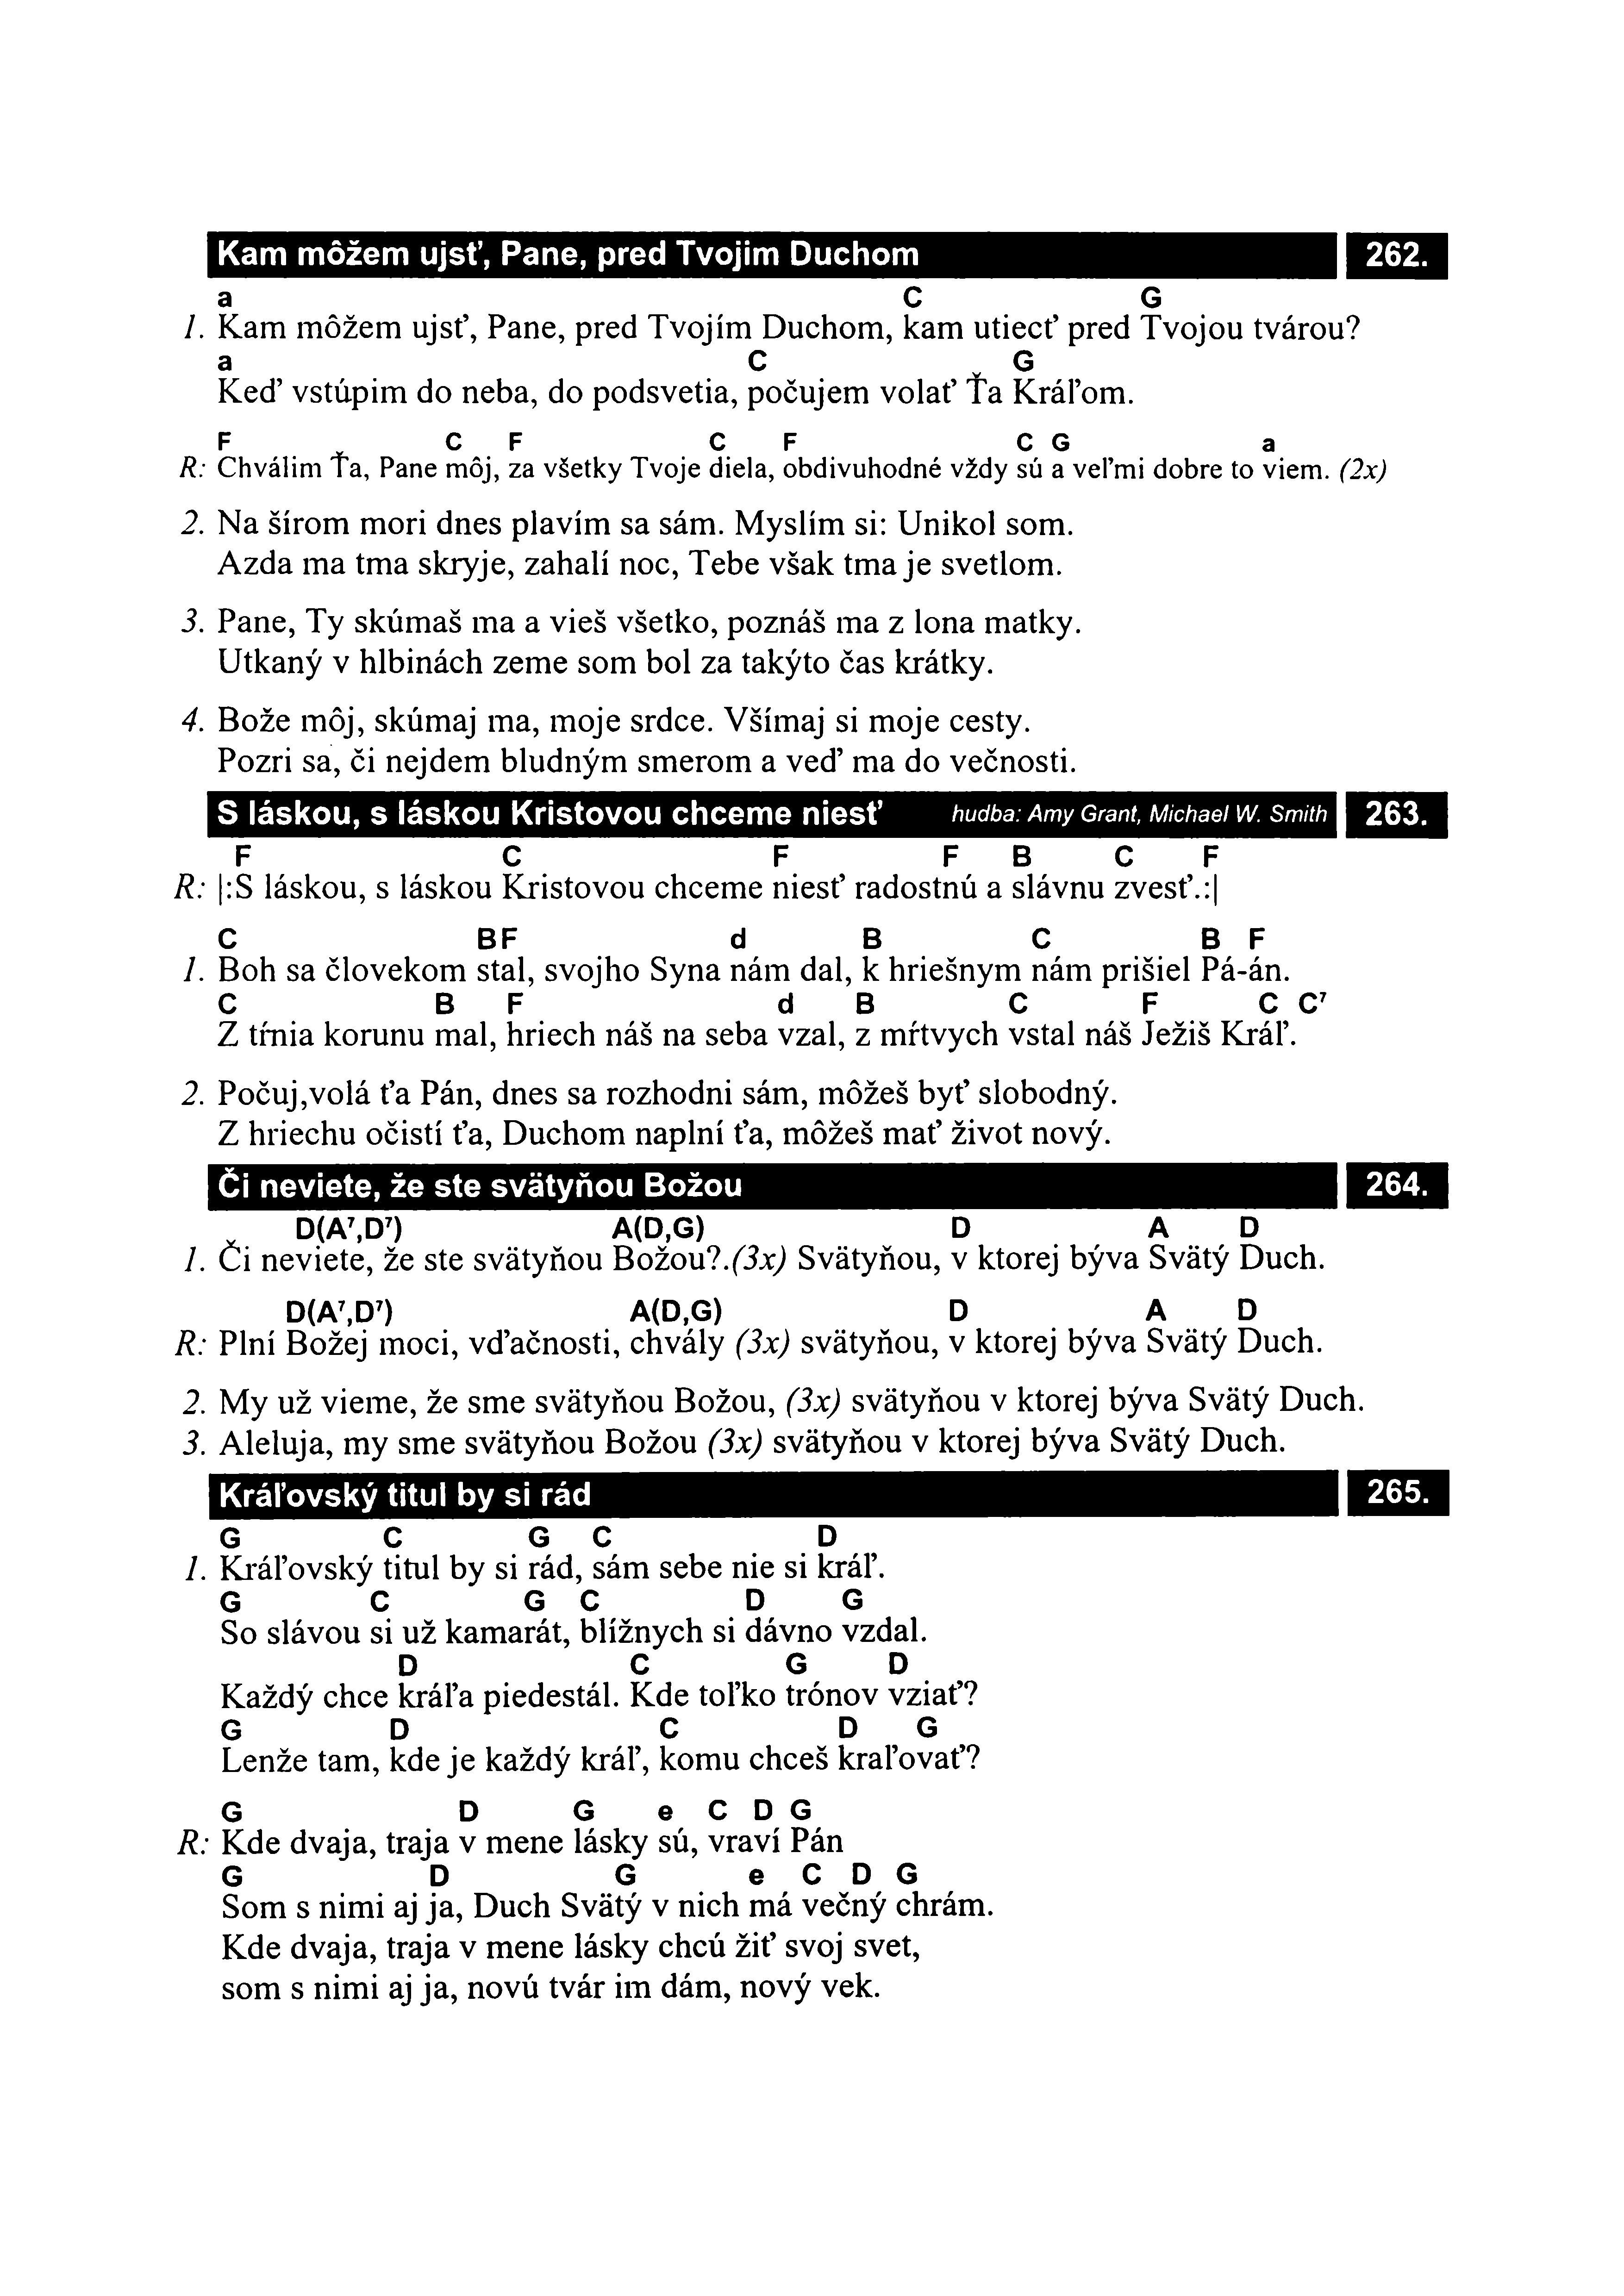 Kam môžem ujsť, Pane, pred Tvojim Duchom 262.
a C G
1. Kam môžem ujsť, Pane, pred Tvojím Duchom, kam utiecť pred Tvojou tvárou?
a C G
Keď vstúpim do neba, do podsvetia, počujem volať Ťa Kráľom.
F C F C F C G a
R: Chválim Ťa, Pane môj, za všetky Tvoje diela, obdivuhodné vždy sú a veľmi dobre to viem. (2x)
2. Na šírom mori dnes plavím sa sám. Myslím si: Unikol som.
Azda ma tma skryje, zahalí noc, Tebe však tma je svetlom.
3. Pane, Ty skúmaš ma a vieš všetko, poznáš ma z lona matky.
Utkaný v hlbinách zeme som bol za takýto čas krátky.
4. Bože môj, skúmaj ma, moje srdce. Všímaj si moje cesty.
Pozri sa, či nejdem bludným smerom a veď ma do večnosti.
S láskou, s láskou Kristovou chceme niesť hudba: Amy Grant, Michael W. Smith 263.
F C F F B C F
R: |:S láskou, s láskou Kristovou chceme niesť radostnú a slávnu zvesť.:|
C B F d B C B F
1. Boh sa človekom stal, svojho Syna nám dal, k hriešnym nám prišiel Pá-án.
C B F d B C F C C⁷
Z tŕnia korunu mal, hriech náš na seba vzal, z mŕtvych vstal náš Ježiš Kráľ.
2. Počuj,volá ťa Pán, dnes sa rozhodni sám, môžeš byť slobodný.
Z hriechu očistí ťa, Duchom naplní ťa, môžeš mať život nový.
Či neviete, že ste svätyňou Božou 264.
D(A⁷,D⁷) A(D,G) D A D
1. Či neviete, že ste svätyňou Božou?.(3x) Svätyňou, v ktorej býva Svätý Duch.
D(A⁷,D⁷) A(D,G) D A D
R: Plní Božej moci, vďačnosti, chvály (3x) svätyňou, v ktorej býva Svätý Duch.
2. My už vieme, že sme svätyňou Božou, (3x) svätyňou v ktorej býva Svätý Duch.
3. Aleluja, my sme svätyňou Božou (3x) svätyňou v ktorej býva Svätý Duch.
Kráľovský titul by si rád 265.
G C G C D
1. Kráľovský titul by si rád, sám sebe nie si kráľ.
G C G C D G
So slávou si už kamarát, blížnych si dávno vzdal.
D C G D
Každý chce kráľa piedestál. Kde toľko trónov vziať?
G D C D G
Lenže tam, kde je každý kráľ, komu chceš kraľovať?
G D G e C D G
R: Kde dvaja, traja v mene lásky sú, vraví Pán
G D G e C D G
Som s nimi aj ja, Duch Svätý v nich má večný chrám.
Kde dvaja, traja v mene lásky chcú žiť svoj svet,
som s nimi aj ja, novú tvár im dám, nový vek.